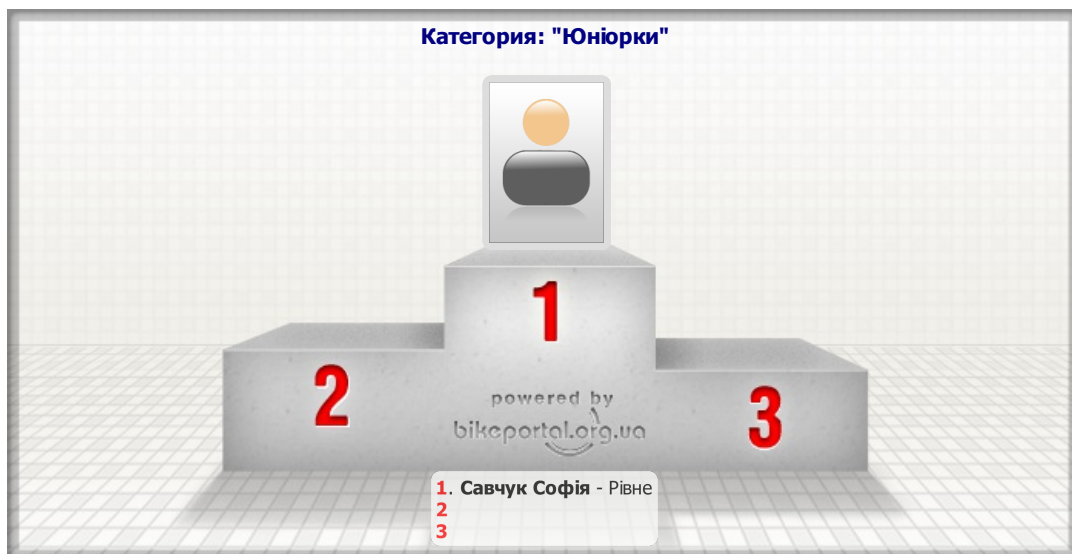 Категория: "Юніорки"
1
2
3
powered by
bikeportal.org.ua
1. Савчук Софія - Рівне
2
3